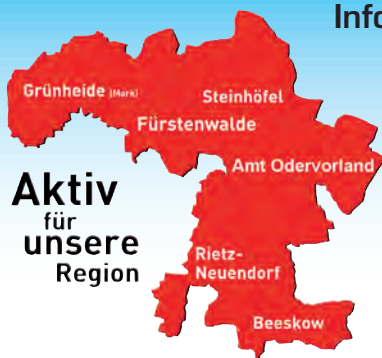 Info
Grünheide (Mark)
Steinhöfel
Fürstenwalde
Amt Odervorland
Aktiv
für
unsere
Region
Rietz-
Neuendorf
Beeskow